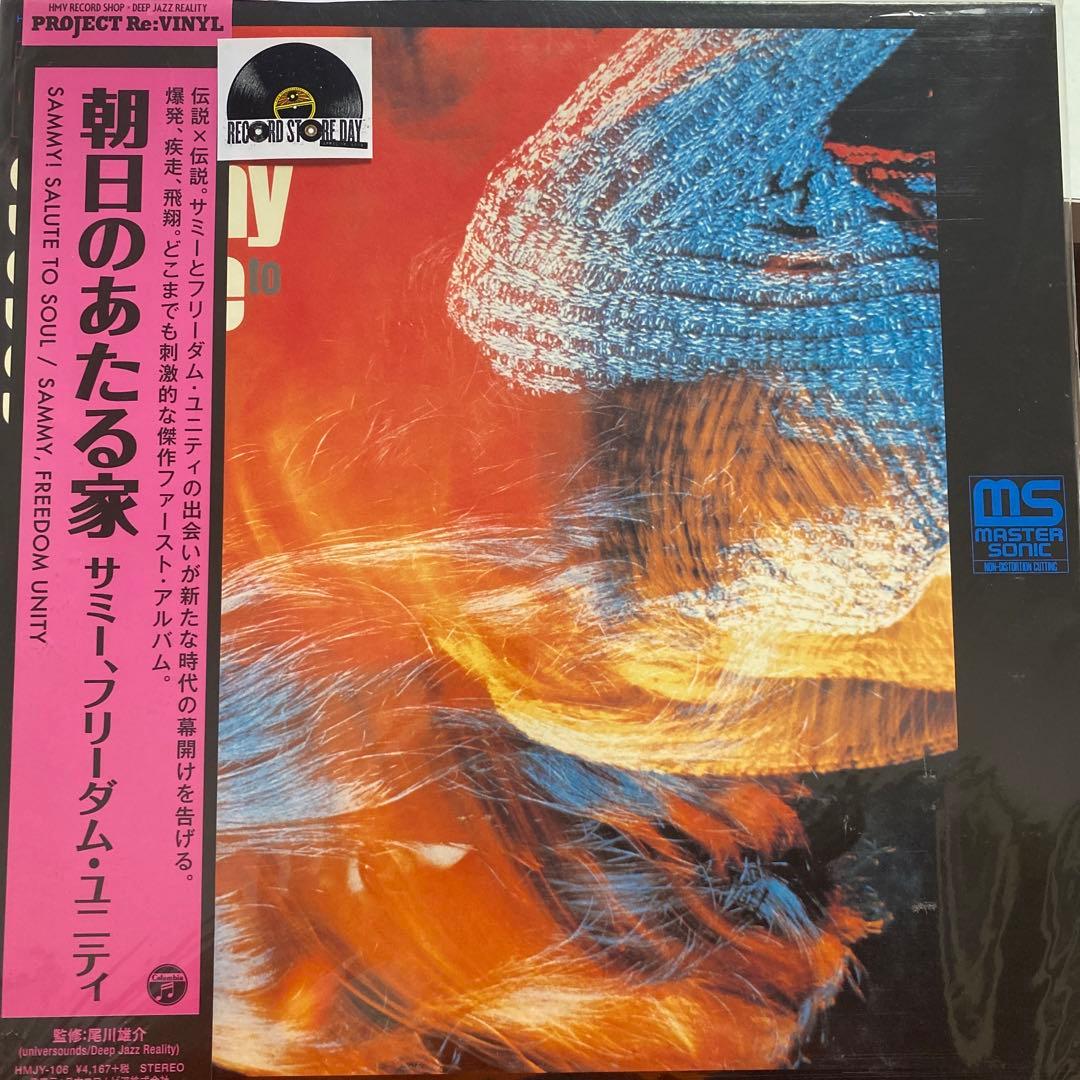 HMV RECORD SHOP × DEEP JAZZ REALITY
PROJECT Re:VINYL
伝説×伝説。サミーとフリーダム・ユニティの出会いが新たな時代の幕開けを告げる。
爆発、疾走、飛翔。どこまでも刺激的な傑作ファースト・アルバム。
朝日のあたる家 サミー、フリーダム・ユニティ
SAMMY! SALUTE TO SOUL / SAMMY, FREEDOM UNITY
Columbia
監修:尾川雄介
(universounds/Deep Jazz Reality)
HMJY-106 ¥4,167+税 STEREO
RECORD STORE DAY
to
MS
MASTER
SONIC
NON-DISTORTION CUTTING